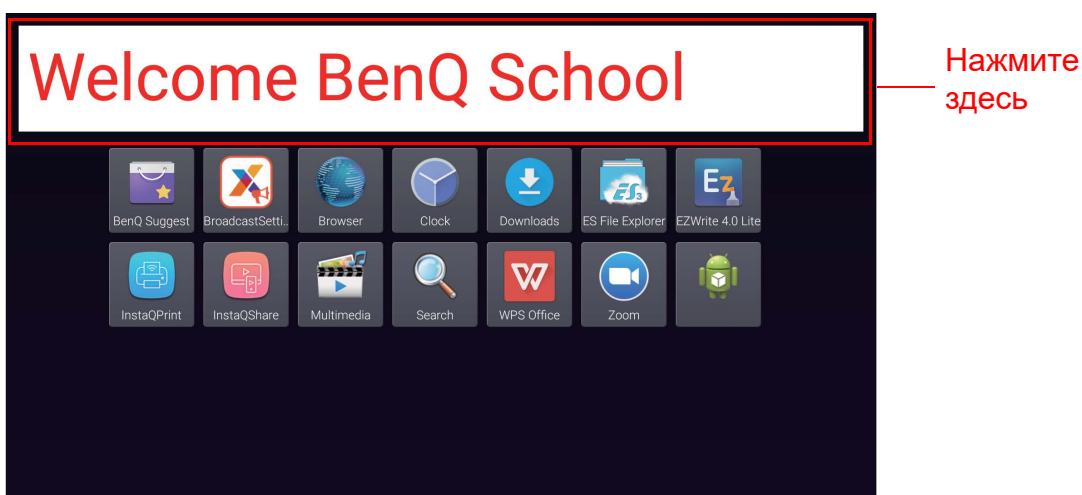 Welcome BenQ School
Нажмите
здесь
BenQ Suggest
BroadcastSetti..
Browser
Clock
Downloads
ES File Explorer
EZWrite 4.0 Lite
InstaQPrint
InstaQShare
Multimedia
Search
WPS Office
Zoom